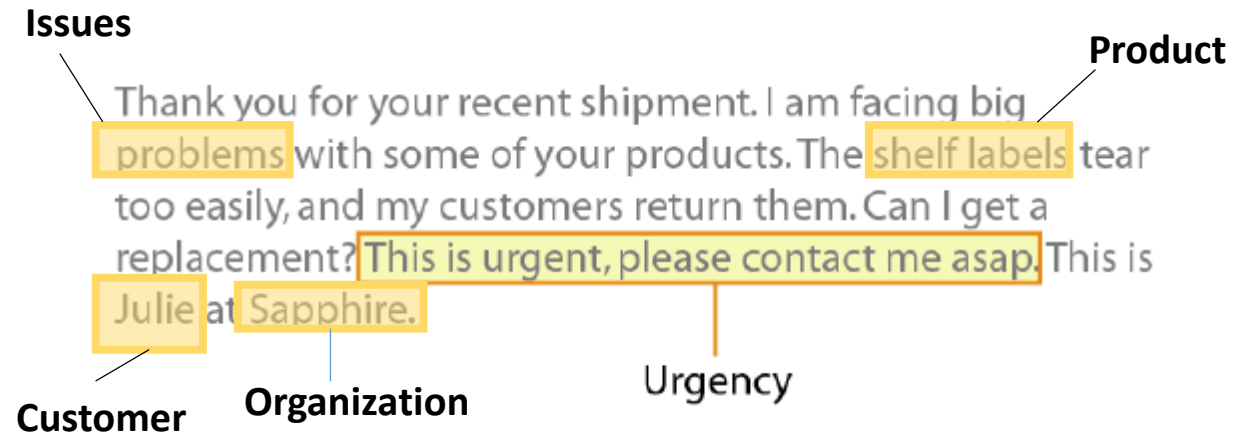 Issues
Product
Thank you for your recent shipment. I am facing big
problems with some of your products. The shelf labels tear
too easily, and my customers return them. Can I get a
replacement? This is urgent, please contact me asap. This is
Julie at Sapphire.
Urgency
Organization
Customer